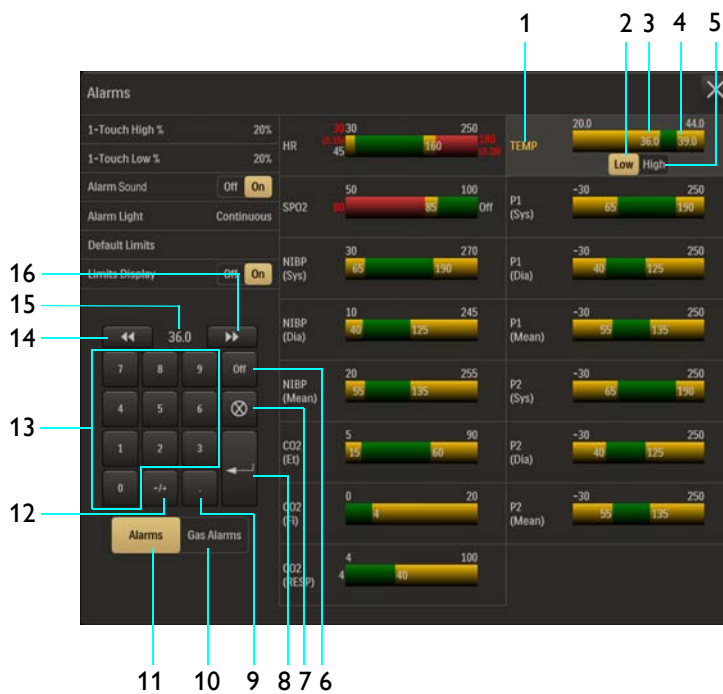 1 2 3 4 5
Alarms
1-Touch High % 20%
1-Touch Low % 20%
Alarm Sound Off On
Alarm Light Continuous
Default Limits
Limits Display Off On
16
15
14
36.0
7 8 9 Off
4 5 6
13
1 2 3
0 -/+ .
12
Alarms Gas Alarms
11 10 9 8 7 6
HR 30 30 250 180
45 160
SPO2 50 100
80 85 Off
NIBP 30 270
(Sys) 65 190
NIBP 10 245
(Dia) 40 125
NIBP 20 255
(Mean) 55 135
CO2 5 90
(Et) 15 60
CO2 0 20
(FI) 4
CO2 4 100
(RESP) 4 40
TEMP 20.0 44.0
36.0 39.0
Low High
P1 -30 250
(Sys) 65 190
P1 -30 250
(Dia) 40 125
P1 -30 250
(Mean) 55 135
P2 -30 250
(Sys) 65 190
P2 -30 250
(Dia) 40 125
P2 -30 250
(Mean) 55 135